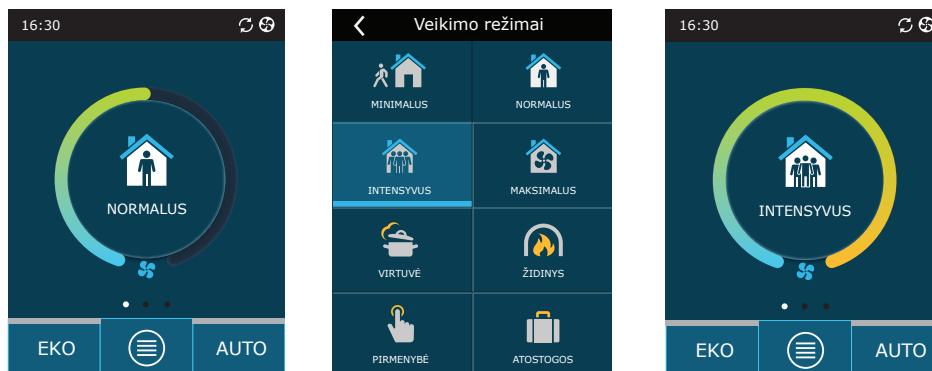 16:30
NORMALUS
EKO
AUTO
Veikimo režimai
MINIMALUS
NORMALUS
INTENSYVUS
MAKSIMALUS
VIRTUVĖ
ŽIDINYS
PIRMENYBĖ
ATOSTOGOS
16:30
INTENSYVUS
EKO
AUTO